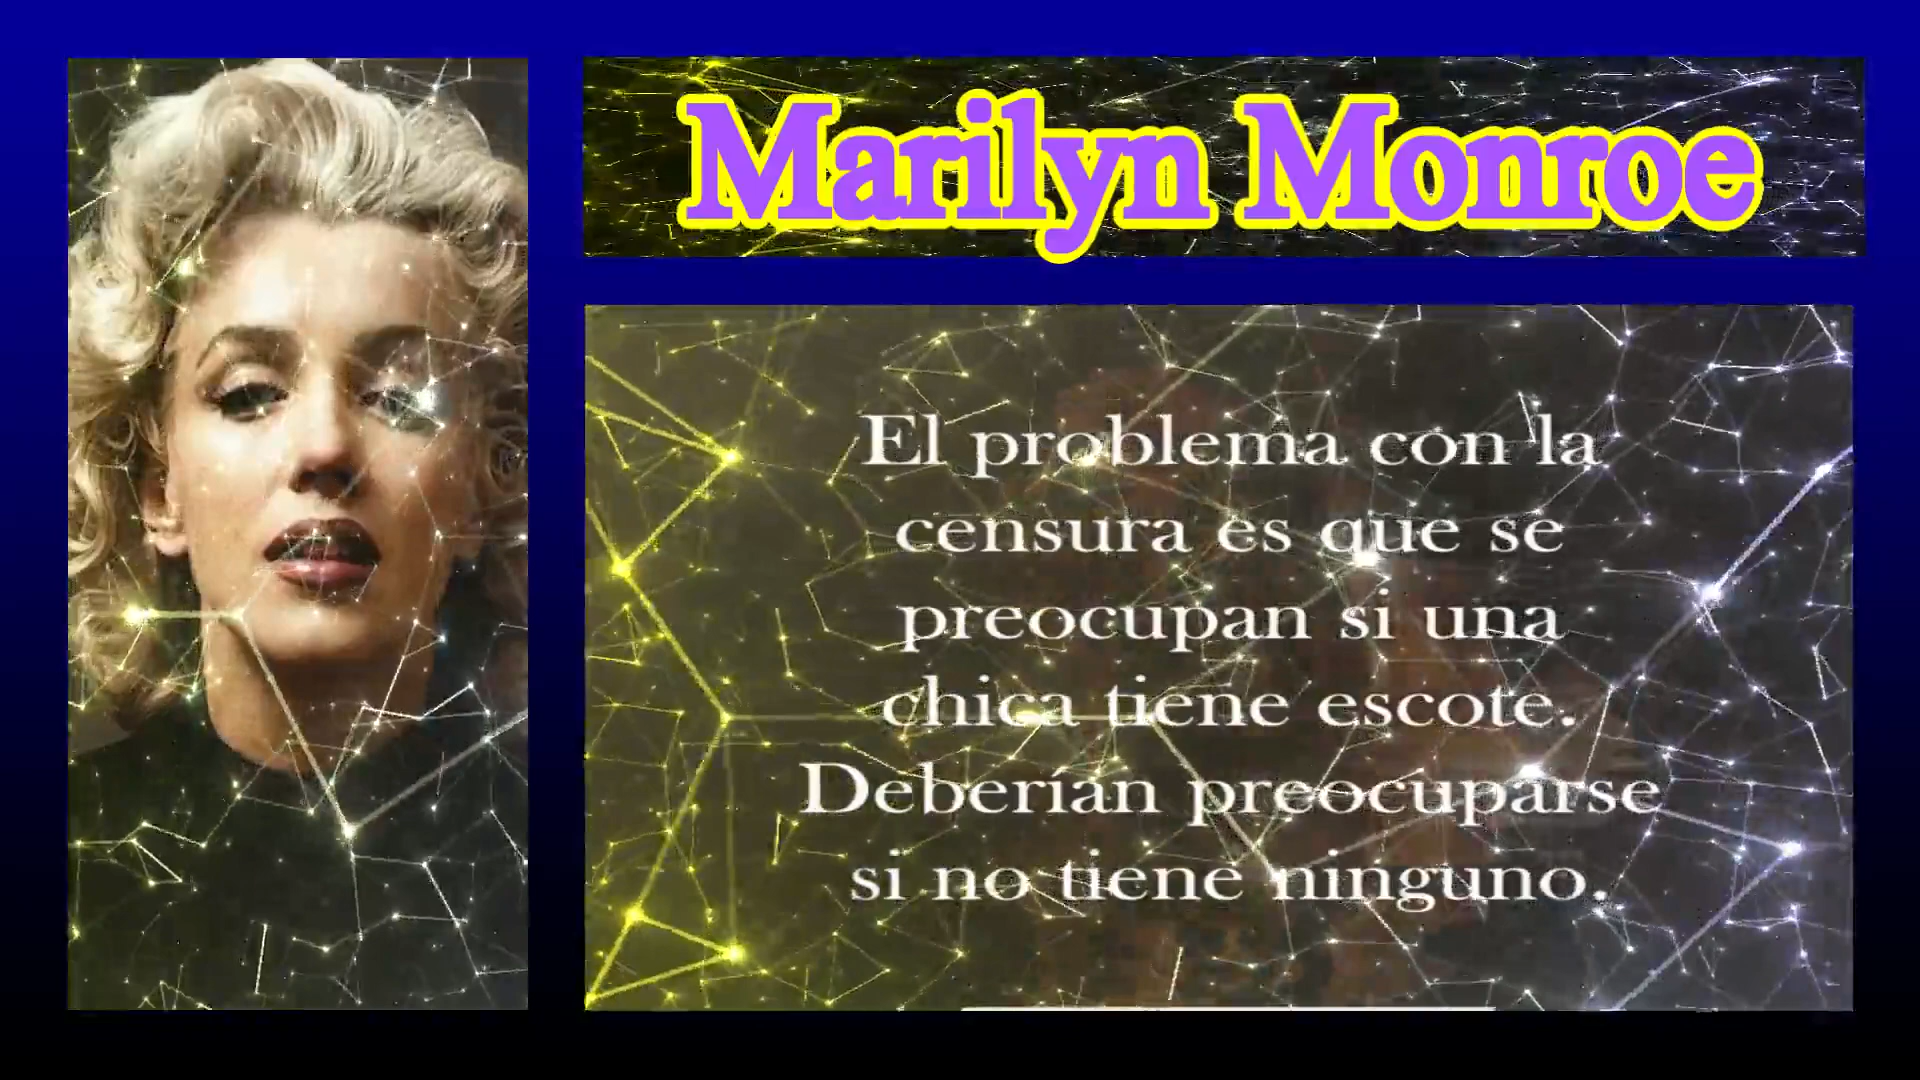 Marilyn Monroe
El problema con la
censura es que se
preocupan si una
chica tiene escote.
Deberían preocuparse
si no tiene ninguno.